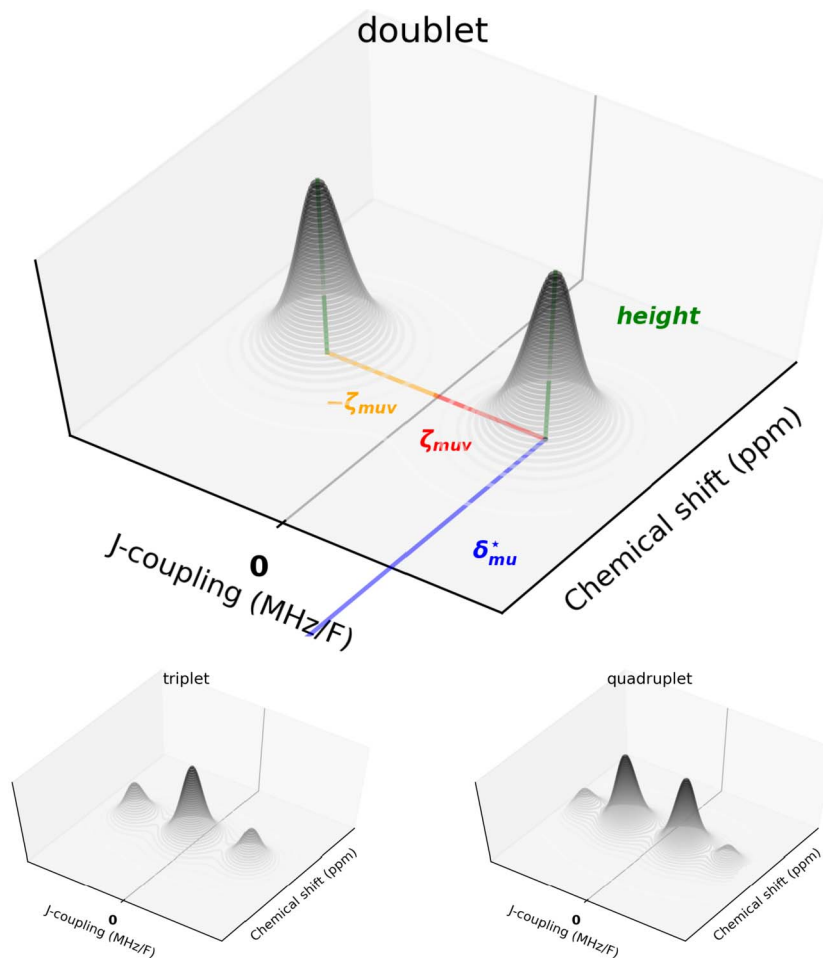 doublet
height
−ζmuv
ζmuv
δ*mu
0
J-coupling (MHz/F)
Chemical shift (ppm)
triplet
0
J-coupling (MHz/F)
Chemical shift (ppm)
quadruplet
0
J-coupling (MHz/F)
Chemical shift (ppm)